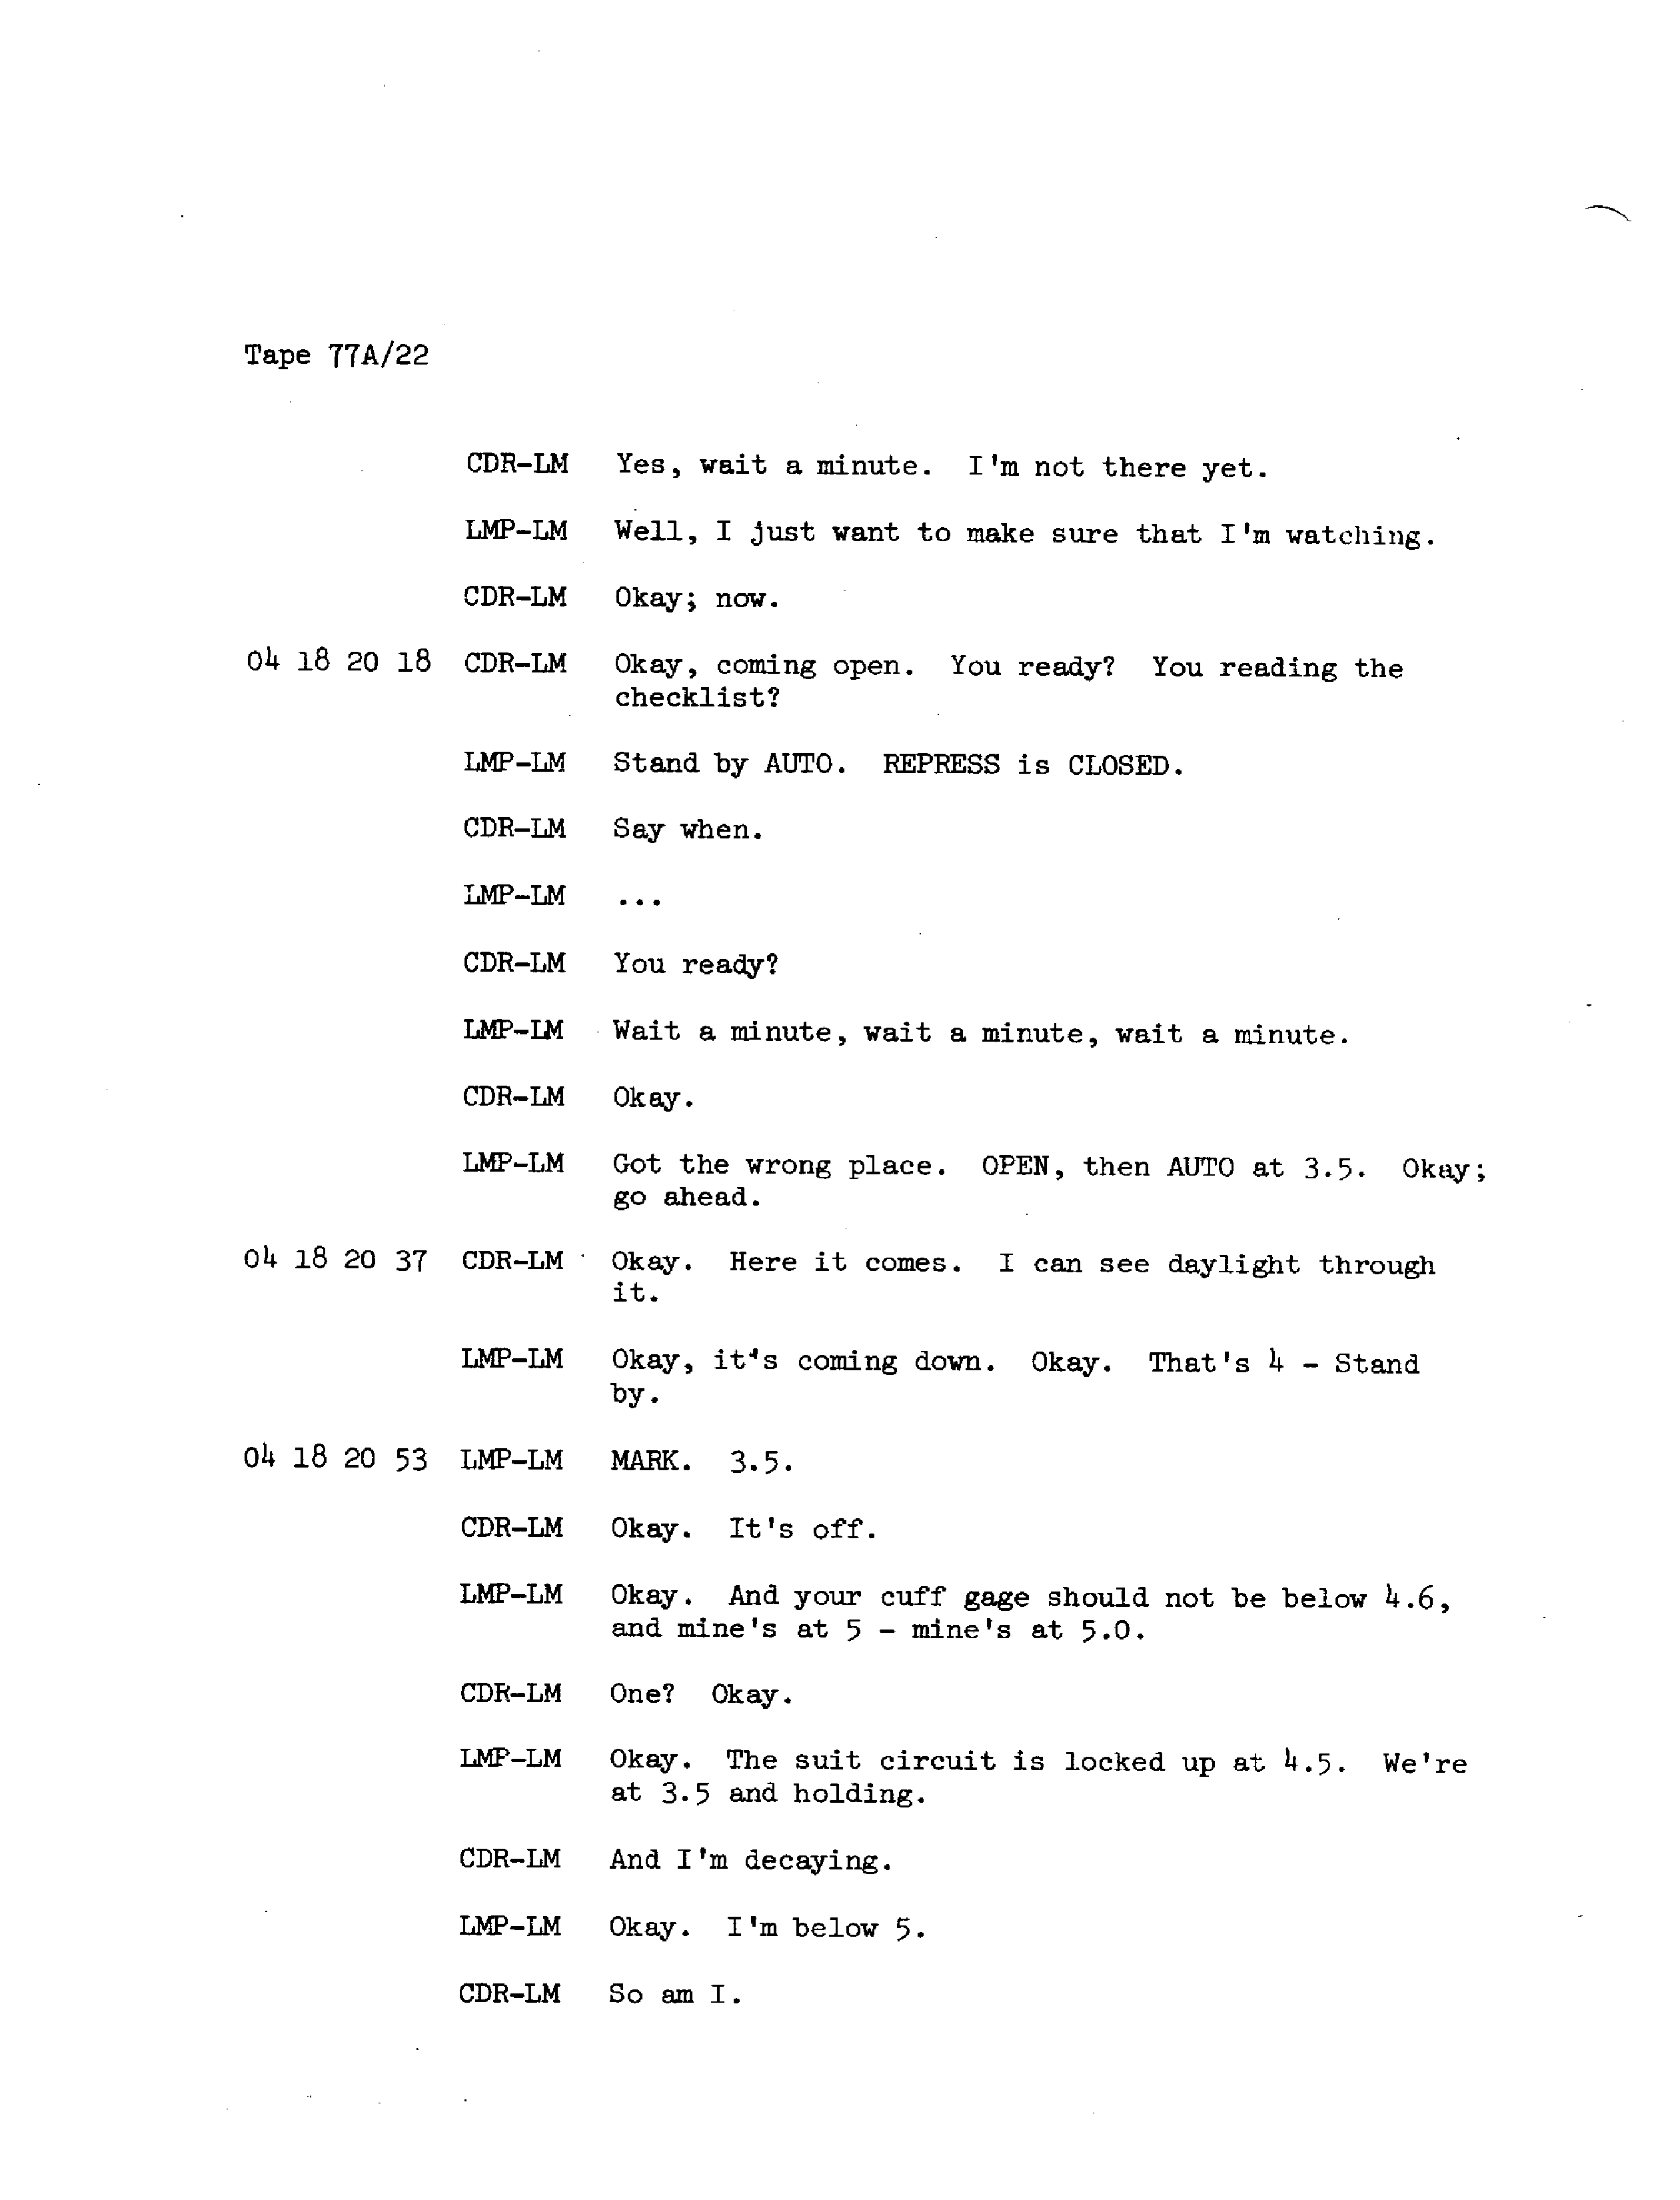 Tape 77A/22
CDR-LM Yes, wait a minute. I'm not there yet.
LMP-LM Well, I just want to make sure that I'm watching.
CDR-LM Okay; now.
04 18 20 18 CDR-LM Okay, coming open. You ready? You reading the
checklist?
LMP-LM Stand by AUTO. REPRESS is CLOSED.
CDR-LM Say when.
LMP-LM ...
CDR-LM You ready?
LMP-LM Wait a minute, wait a minute, wait a minute.
CDR-LM Okay.
LMP-LM Got the wrong place. OPEN, then AUTO at 3.5. Okay;
go ahead.
04 18 20 37 CDR-LM Okay. Here it comes. I can see daylight through
it.
LMP-LM Okay, it's coming down. Okay. That's 4 - Stand
by.
04 18 20 53 LMP-LM MARK. 3.5.
CDR-LM Okay. It's off.
LMP-LM Okay. And your cuff gage should not be below 4.6,
and mine's at 5 - mine's at 5.0.
CDR-LM One? Okay.
LMP-LM Okay. The suit circuit is locked up at 4.5. We're
at 3.5 and holding.
CDR-LM And I'm decaying.
LMP-LM Okay. I'm below 5.
CDR-LM So am I.